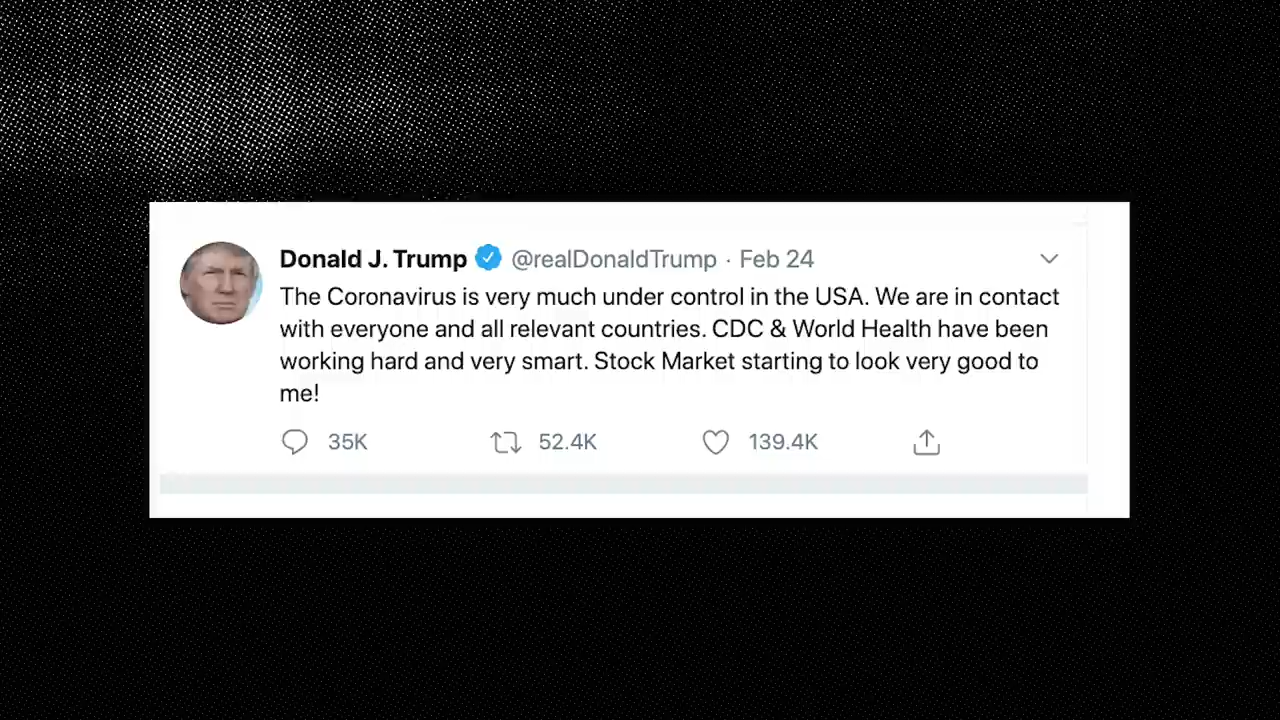 Donald J. Trump @realDonaldTrump · Feb 24
The Coronavirus is very much under control in the USA. We are in contact
with everyone and all relevant countries. CDC & World Health have been
working hard and very smart. Stock Market starting to look very good to
me!
35K 52.4K 139.4K